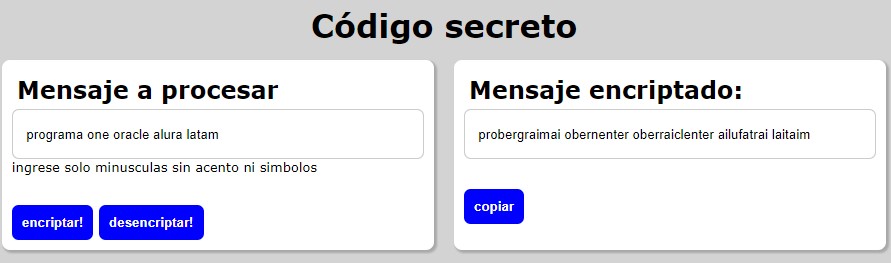 Código secreto
Mensaje a procesar
programa one oracle alura latam
ingrese solo minusculas sin acento ni simbolos
encriptar! desencriptar!
Mensaje encriptado:
probergraimai obernenter oberraiclenter ailufatrai laitaim
copiar